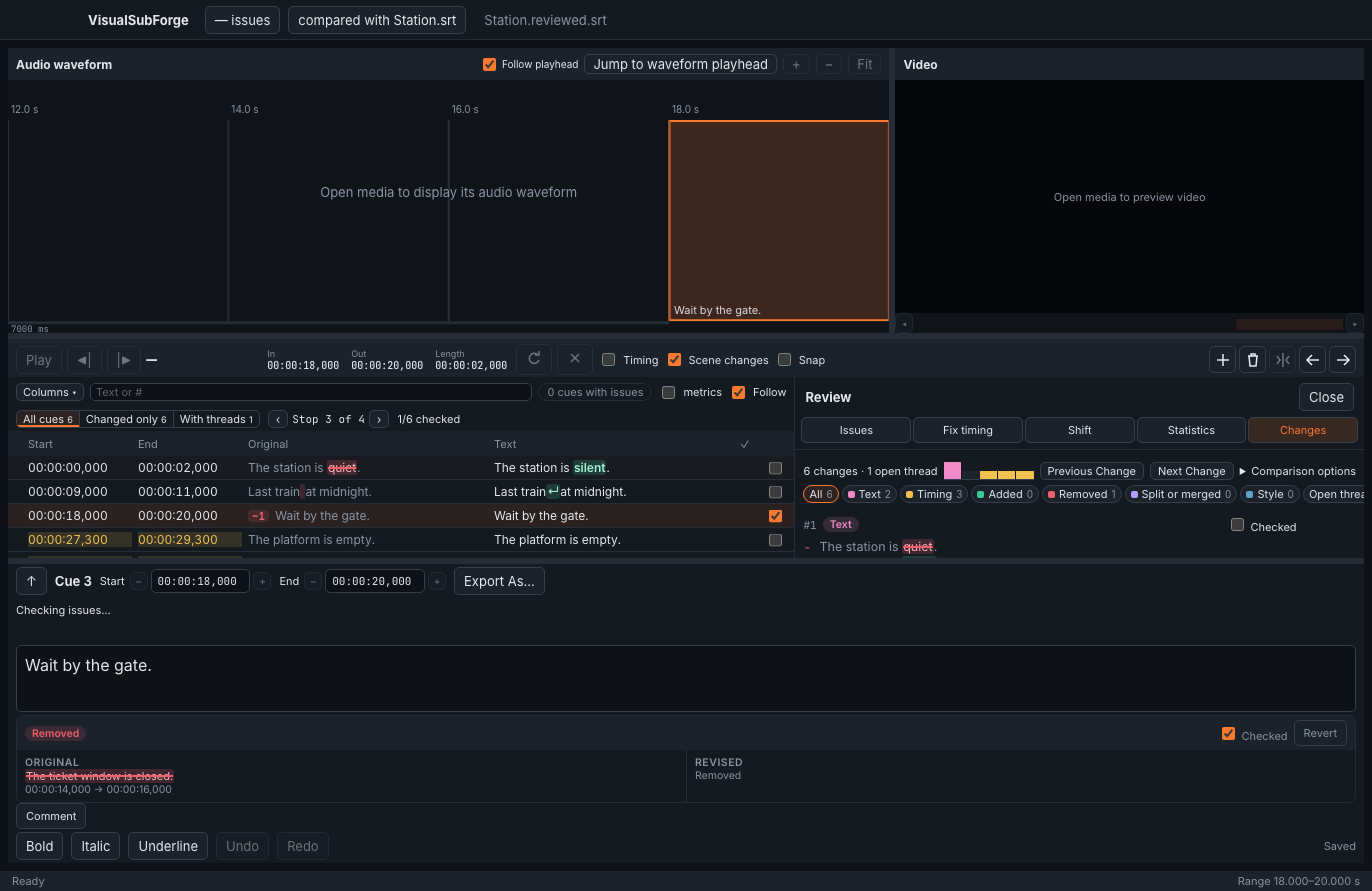 VisualSubForge — issues compared with Station.srt Station.reviewed.srt
Audio waveform Follow playhead Jump to waveform playhead + − Fit
Video
12.0 s 14.0 s 16.0 s 18.0 s
Open media to display its audio waveform
Open media to preview video
Wait by the gate.
7000 ms
Play
In Out Length
00:00:18,000 00:00:20,000 00:00:02,000
Timing Scene changes Snap
Columns Text or # 0 cues with issues metrics Follow
All cues 6 Changed only 6 With threads 1 ‹ Stop 3 of 4 › 1/6 checked
Start End Original Text ✓
00:00:00,000 00:00:02,000 The station is quiet. The station is silent.
00:00:09,000 00:00:11,000 Last train at midnight. Last train↵at midnight.
00:00:18,000 00:00:20,000 −1 Wait by the gate. Wait by the gate.
00:00:27,300 00:00:29,300 The platform is empty. The platform is empty.
Review Close
Issues Fix timing Shift Statistics Changes
6 changes · 1 open thread Previous Change Next Change Comparison options
All 6 Text 2 Timing 3 Added 0 Removed 1 Split or merged 0 Style 0 Open threa
#1 Text Checked
- The station is quiet.
↑ Cue 3 Start − 00:00:18,000 + End − 00:00:20,000 + Export As...
Checking issues...
Wait by the gate.
Removed Checked Revert
ORIGINAL
The ticket window is closed.
00:00:14,000 → 00:00:16,000
REVISED
Removed
Comment
Bold Italic Underline Undo Redo Saved
Ready Range 18.000–20.000 s